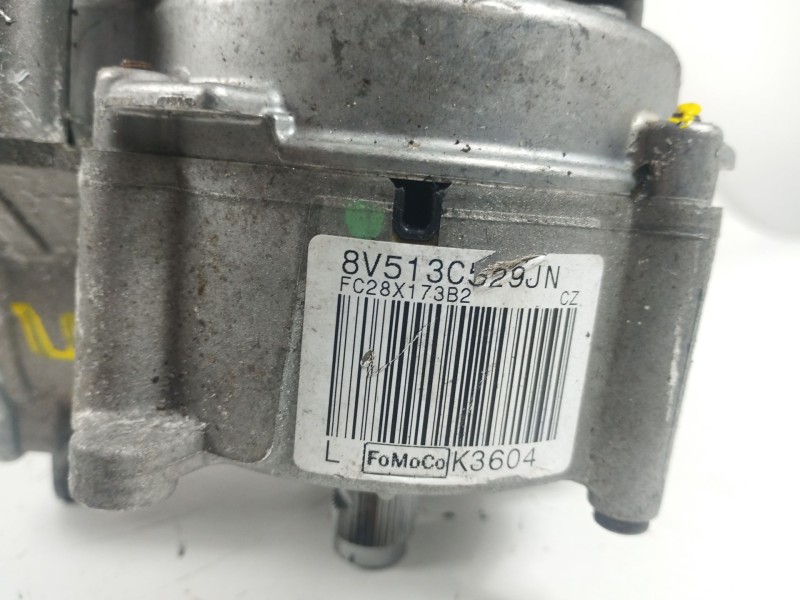 8V513C529JN
FC28X173B2 CZ
L FoMoCo K3604